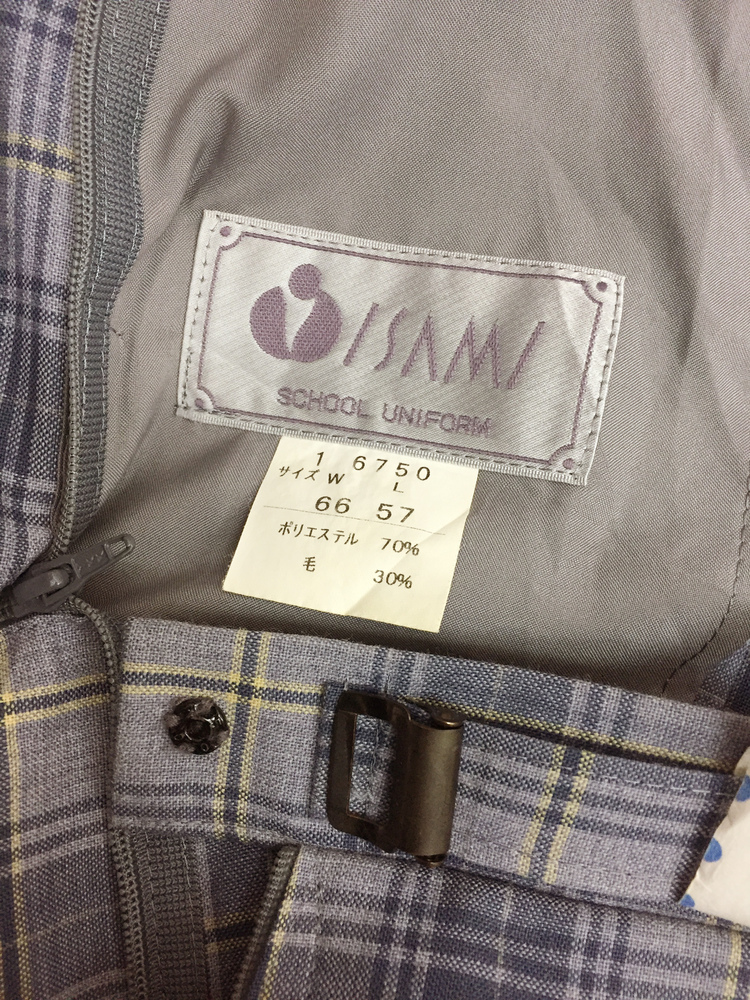 ISAMI
SCHOOL UNIFORM
1 6750
サイズ W L
66 57
ポリエステル 70%
毛 30%